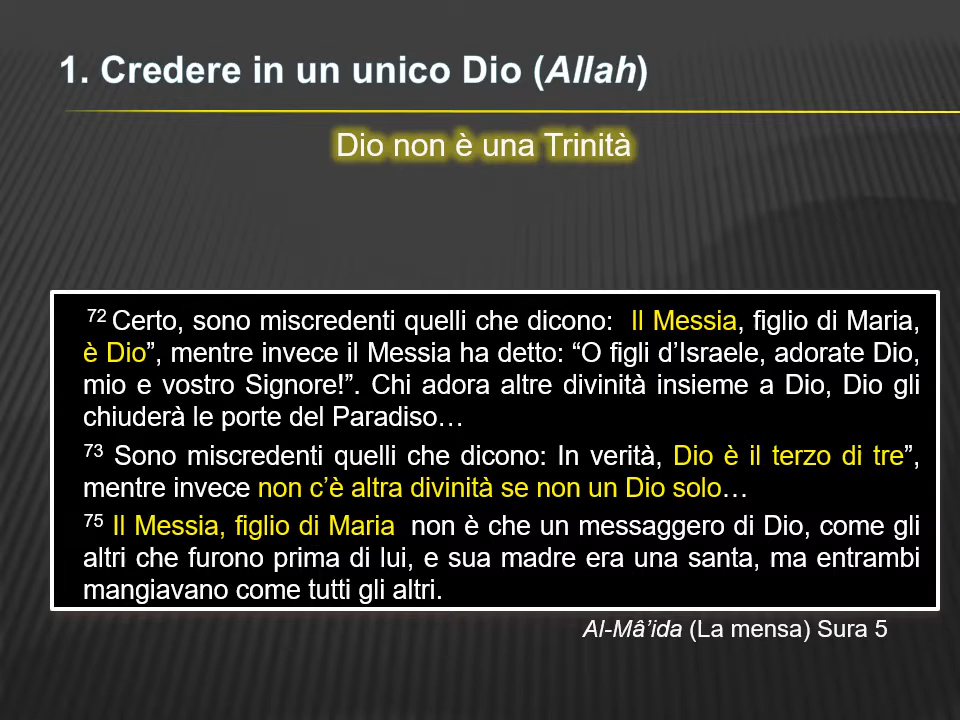 1. Credere in un unico Dio (Allah)
Dio non è una Trinità
72 Certo, sono miscredenti quelli che dicono: Il Messia, figlio di Maria,
è Dio”, mentre invece il Messia ha detto: “O figli d’Israele, adorate Dio,
mio e vostro Signore!”. Chi adora altre divinità insieme a Dio, Dio gli
chiuderà le porte del Paradiso…
73 Sono miscredenti quelli che dicono: In verità, Dio è il terzo di tre”,
mentre invece non c’è altra divinità se non un Dio solo…
75 Il Messia, figlio di Maria non è che un messaggero di Dio, come gli
altri che furono prima di lui, e sua madre era una santa, ma entrambi
mangiavano come tutti gli altri.
Al-Mâ’ida (La mensa) Sura 5